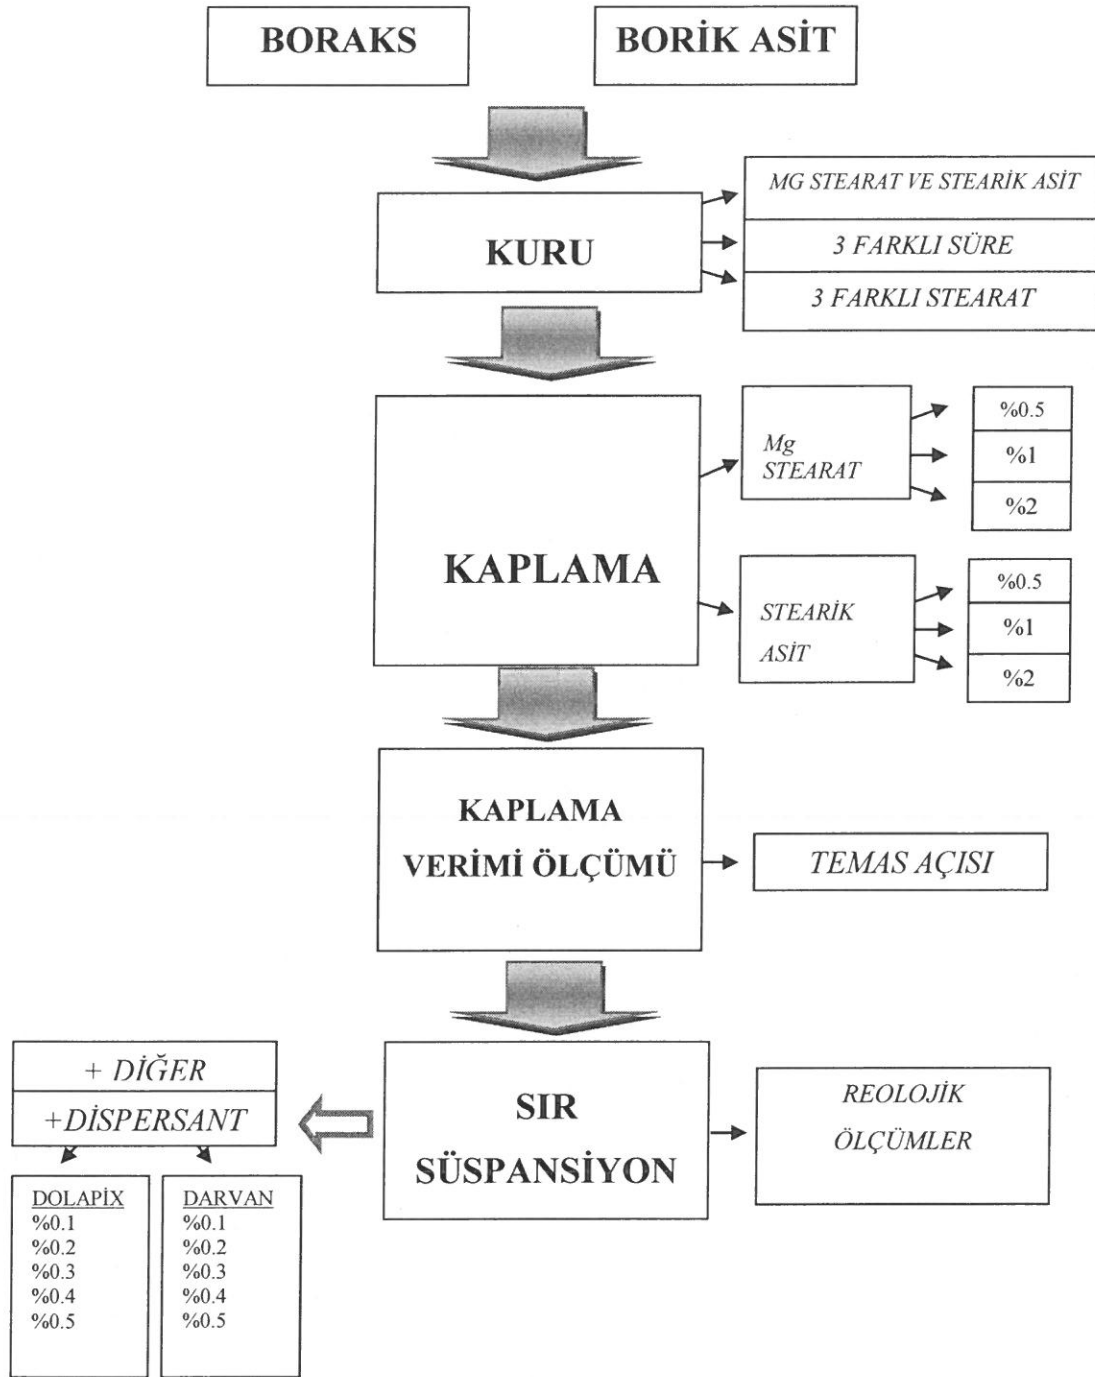 BORAKS
BORİK ASİT
KURU
MG STEARAT VE STEARİK ASİT
3 FARKLI SÜRE
3 FARKLI STEARAT
KAPLAMA
Mg
STEARAT
%0.5
%1
%2
STEARİK
ASİT
%0.5
%1
%2
KAPLAMA
VERİMİ ÖLÇÜMÜ
TEMAS AÇISI
SIR
SÜSPANSİYON
REOLOJİK
ÖLÇÜMLER
+ DİĞER
+DİSPERSANT
DOLAPİX
%0.1
%0.2
%0.3
%0.4
%0.5
DARVAN
%0.1
%0.2
%0.3
%0.4
%0.5